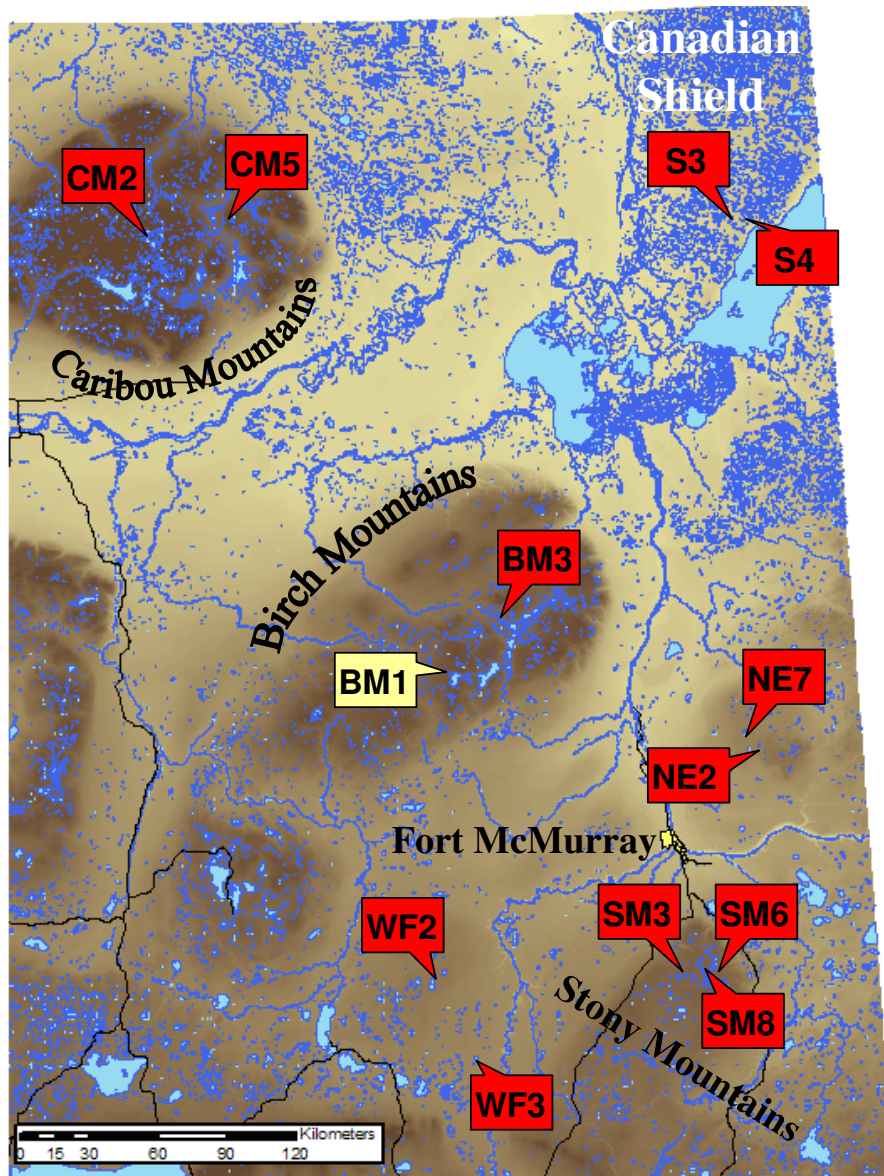 Canadian
Shield
CM2
CM5
S3
S4
Caribou Mountains
Birch Mountains
BM3
BM1
NE7
NE2
Fort McMurray
WF2
SM3
SM6
SM8
Stony Mountains
WF3
Kilometers
0 15 30 60 90 120